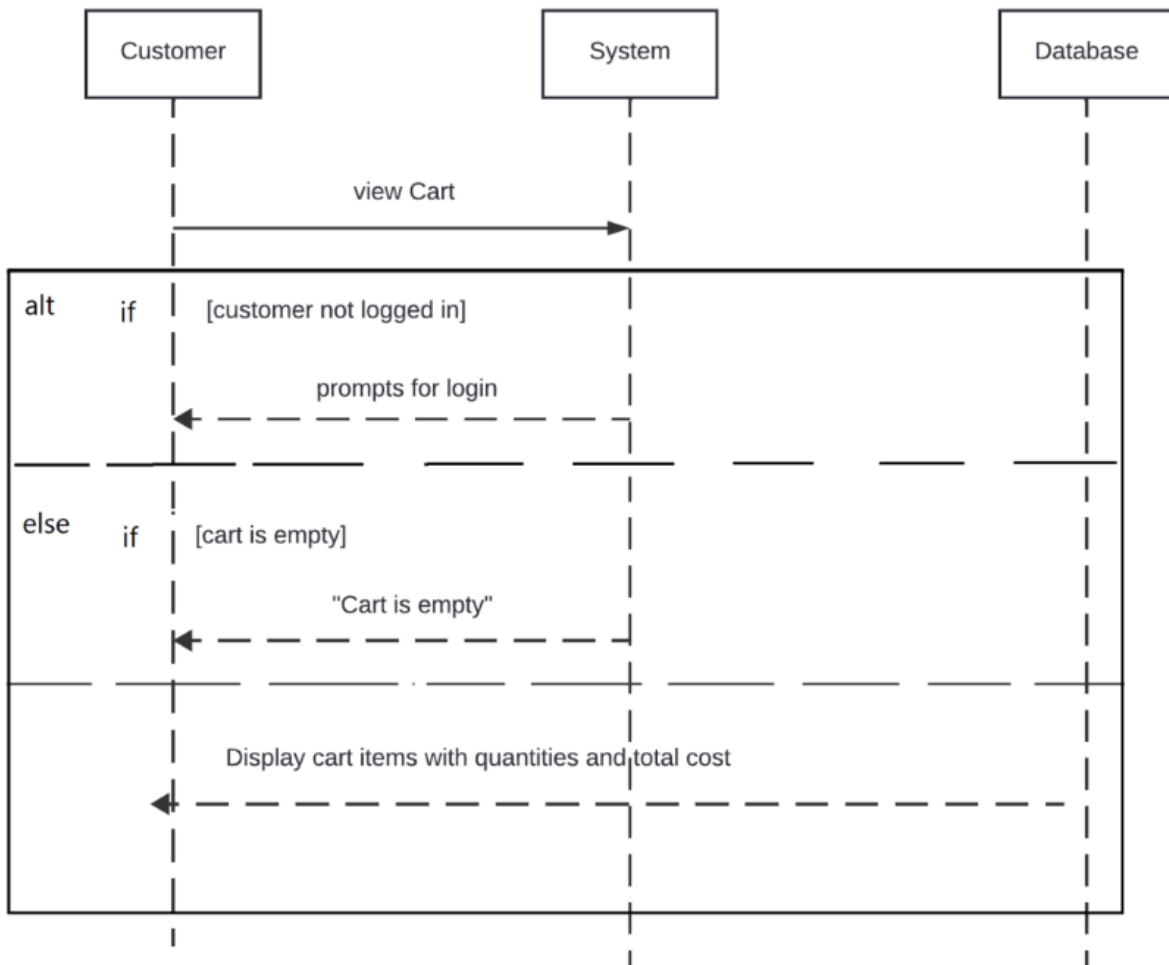 Customer
System
Database
view Cart
alt if [customer not logged in]
prompts for login
else if [cart is empty]
"Cart is empty"
Display cart items with quantities and total cost